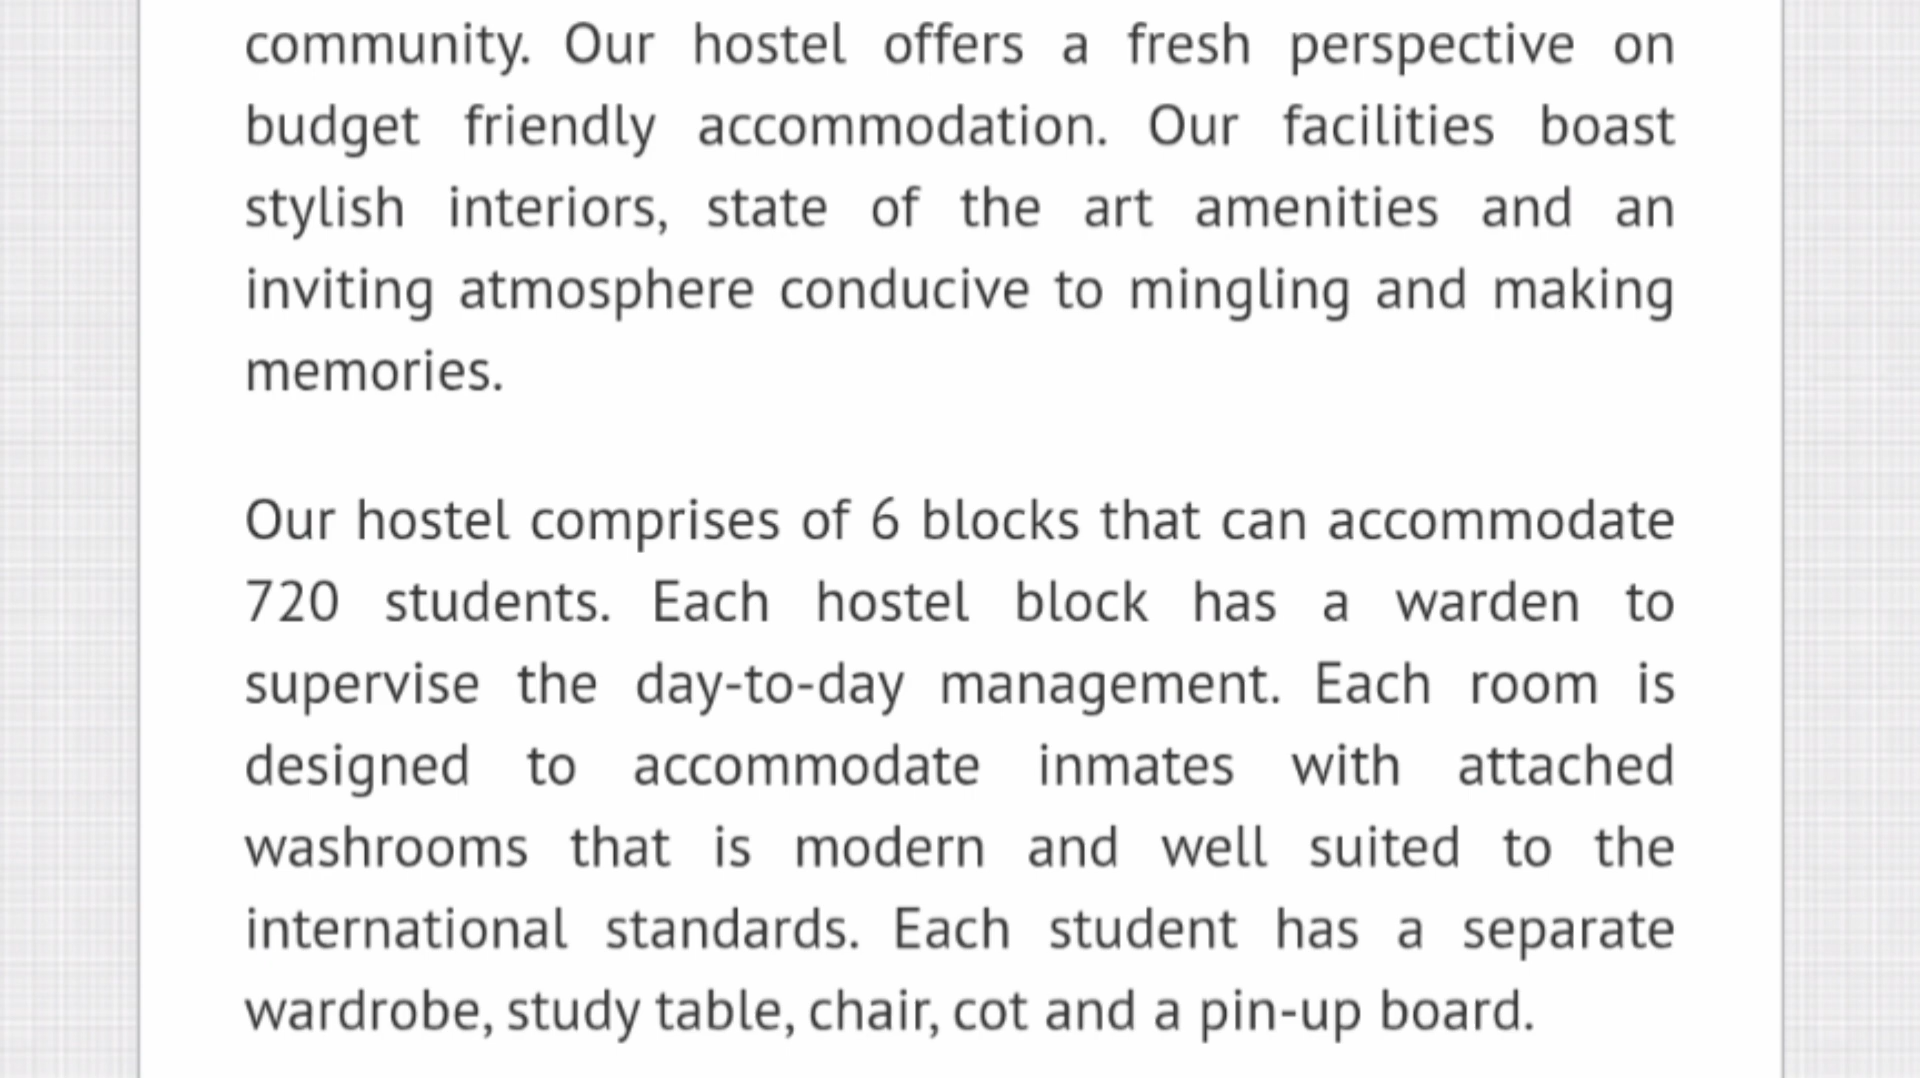 community. Our hostel offers a fresh perspective on
budget friendly accommodation. Our facilities boast
stylish interiors, state of the art amenities and an
inviting atmosphere conducive to mingling and making
memories.
Our hostel comprises of 6 blocks that can accommodate
720 students. Each hostel block has a warden to
supervise the day-to-day management. Each room is
designed to accommodate inmates with attached
washrooms that is modern and well suited to the
international standards. Each student has a separate
wardrobe, study table, chair, cot and a pin-up board.